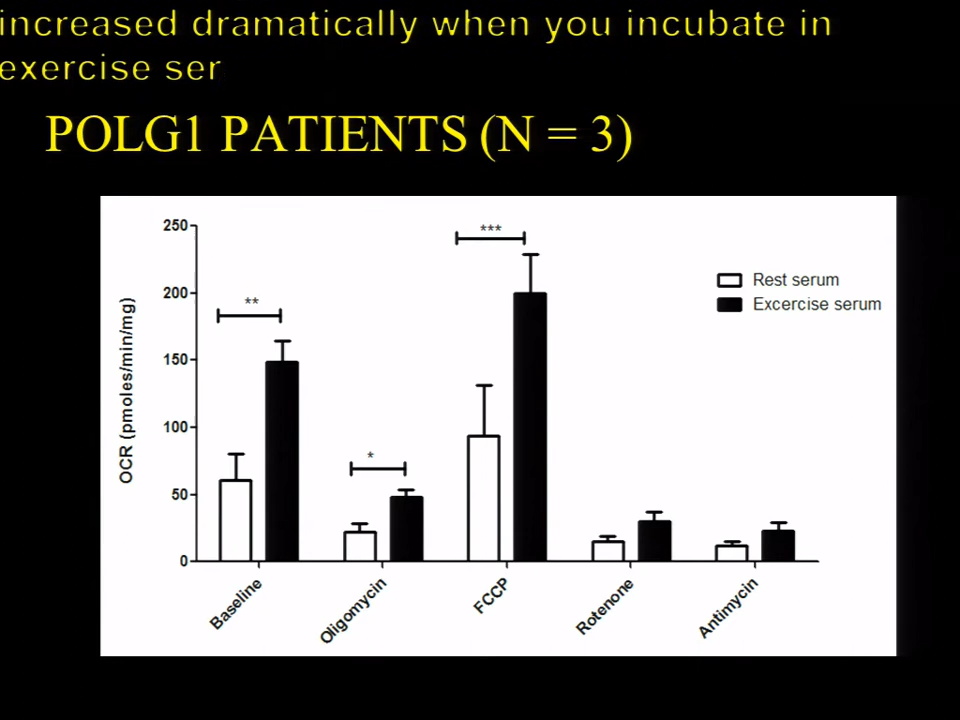 increased dramatically when you incubate in
exercise ser
POLG1 PATIENTS (N = 3)
250
200
150
100
50
0
OCR (pmoles/min/mg)
**
*
***
Rest serum
Excercise serum
Baseline
Oligomycin
FCCP
Rotenone
Antimycin